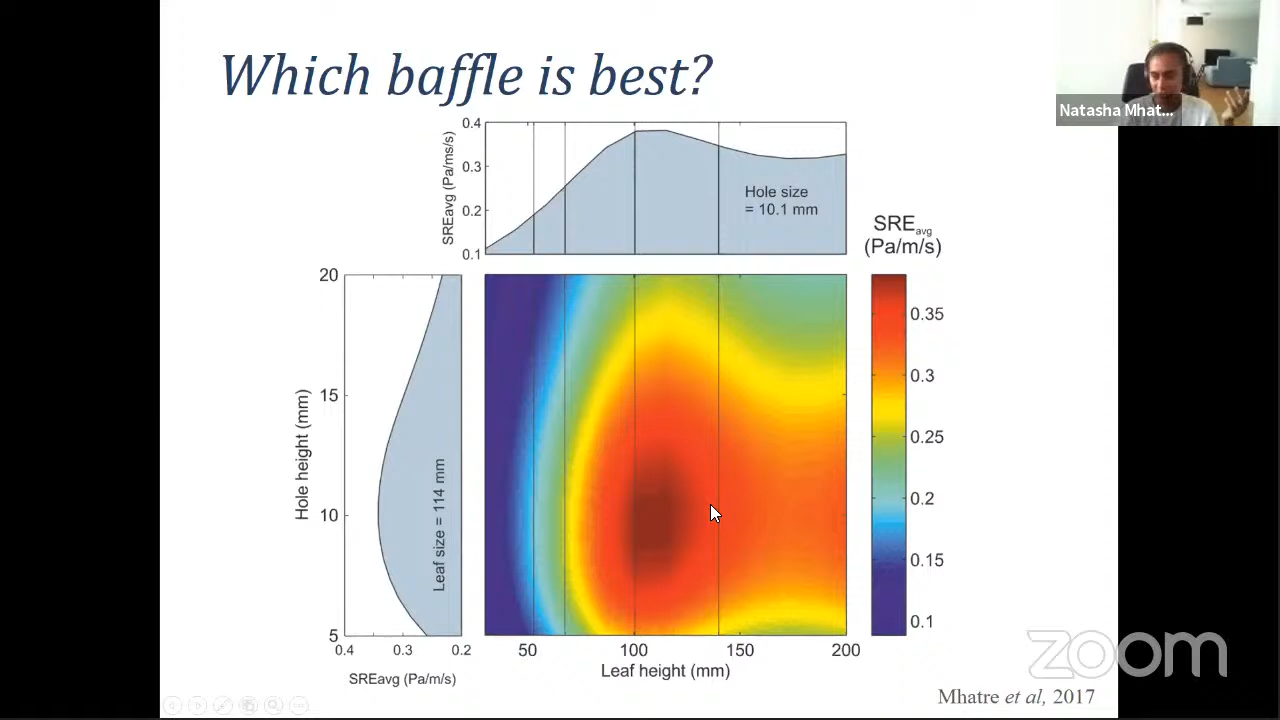 Which baffle is best?
Natasha Mhat...
0.4
0.3
0.2
0.1
SREavg (Pa/ms/s)
Hole size
= 10.1 mm
SREavg
(Pa/m/s)
20
15
10
5
Hole height (mm)
Leaf size = 114 mm
0.35
0.3
0.25
0.2
0.15
0.1
0.4 0.3 0.2
SREavg (Pa/m/s)
50 100 150 200
Leaf height (mm)
zoom
Mhatre et al, 2017